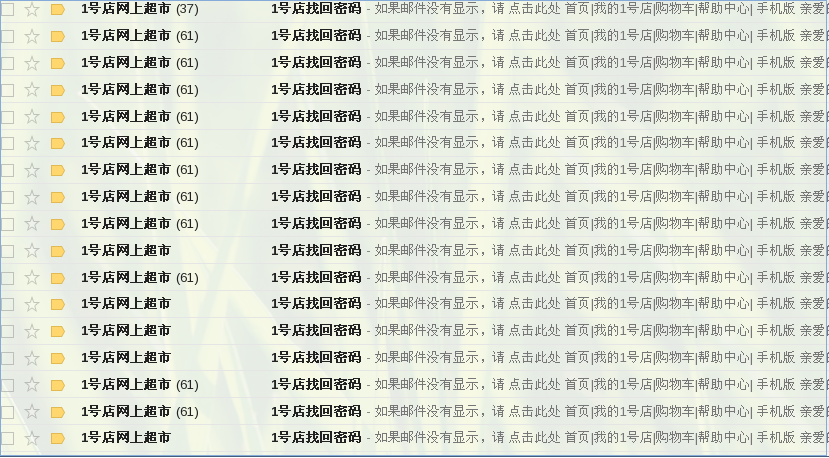 1号店网上超市 (37) 1号店找回密码 - 如果邮件没有显示，请 点击此处 首页|我的1号店|购物车|帮助中心| 手机版 亲爱
1号店网上超市 (61) 1号店找回密码 - 如果邮件没有显示，请 点击此处 首页|我的1号店|购物车|帮助中心| 手机版 亲爱
1号店网上超市 (61) 1号店找回密码 - 如果邮件没有显示，请 点击此处 首页|我的1号店|购物车|帮助中心| 手机版 亲爱
1号店网上超市 (61) 1号店找回密码 - 如果邮件没有显示，请 点击此处 首页|我的1号店|购物车|帮助中心| 手机版 亲爱
1号店网上超市 (61) 1号店找回密码 - 如果邮件没有显示，请 点击此处 首页|我的1号店|购物车|帮助中心| 手机版 亲爱
1号店网上超市 (61) 1号店找回密码 - 如果邮件没有显示，请 点击此处 首页|我的1号店|购物车|帮助中心| 手机版 亲爱
1号店网上超市 (61) 1号店找回密码 - 如果邮件没有显示，请 点击此处 首页|我的1号店|购物车|帮助中心| 手机版 亲爱
1号店网上超市 (61) 1号店找回密码 - 如果邮件没有显示，请 点击此处 首页|我的1号店|购物车|帮助中心| 手机版 亲爱
1号店网上超市 (61) 1号店找回密码 - 如果邮件没有显示，请 点击此处 首页|我的1号店|购物车|帮助中心| 手机版 亲爱
1号店网上超市 1号店找回密码 - 如果邮件没有显示，请 点击此处 首页|我的1号店|购物车|帮助中心| 手机版 亲爱
1号店网上超市 (61) 1号店找回密码 - 如果邮件没有显示，请 点击此处 首页|我的1号店|购物车|帮助中心| 手机版 亲爱
1号店网上超市 1号店找回密码 - 如果邮件没有显示，请 点击此处 首页|我的1号店|购物车|帮助中心| 手机版 亲爱
1号店网上超市 1号店找回密码 - 如果邮件没有显示，请 点击此处 首页|我的1号店|购物车|帮助中心| 手机版 亲爱
1号店网上超市 1号店找回密码 - 如果邮件没有显示，请 点击此处 首页|我的1号店|购物车|帮助中心| 手机版 亲爱
1号店网上超市 (61) 1号店找回密码 - 如果邮件没有显示，请 点击此处 首页|我的1号店|购物车|帮助中心| 手机版 亲爱
1号店网上超市 (61) 1号店找回密码 - 如果邮件没有显示，请 点击此处 首页|我的1号店|购物车|帮助中心| 手机版 亲爱
1号店网上超市 1号店找回密码 - 如果邮件没有显示，请 点击此处 首页|我的1号店|购物车|帮助中心| 手机版 亲爱